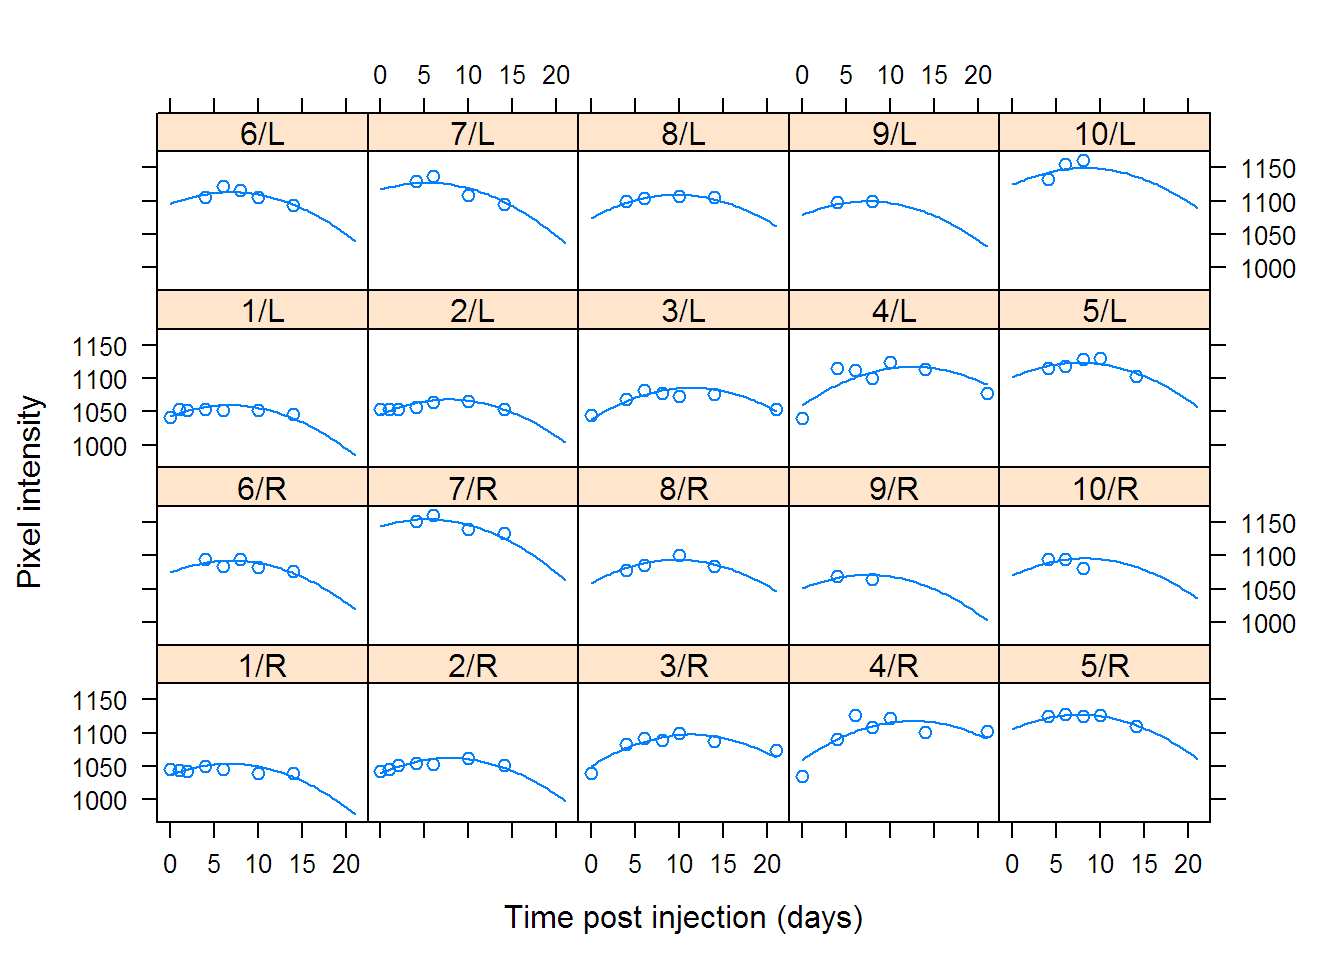 0 5 10 15 20 0 5 10 15 20
6/L 7/L 8/L 9/L 10/L
1150
1100
1050
1000
1/L 2/L 3/L 4/L 5/L
1150
1100
1050
1000
6/R 7/R 8/R 9/R 10/R
1150
1100
1050
1000
1/R 2/R 3/R 4/R 5/R
1150
1100
1050
1000
0 5 10 15 20 0 5 10 15 20 0 5 10 15 20
Pixel intensity
Time post injection (days)